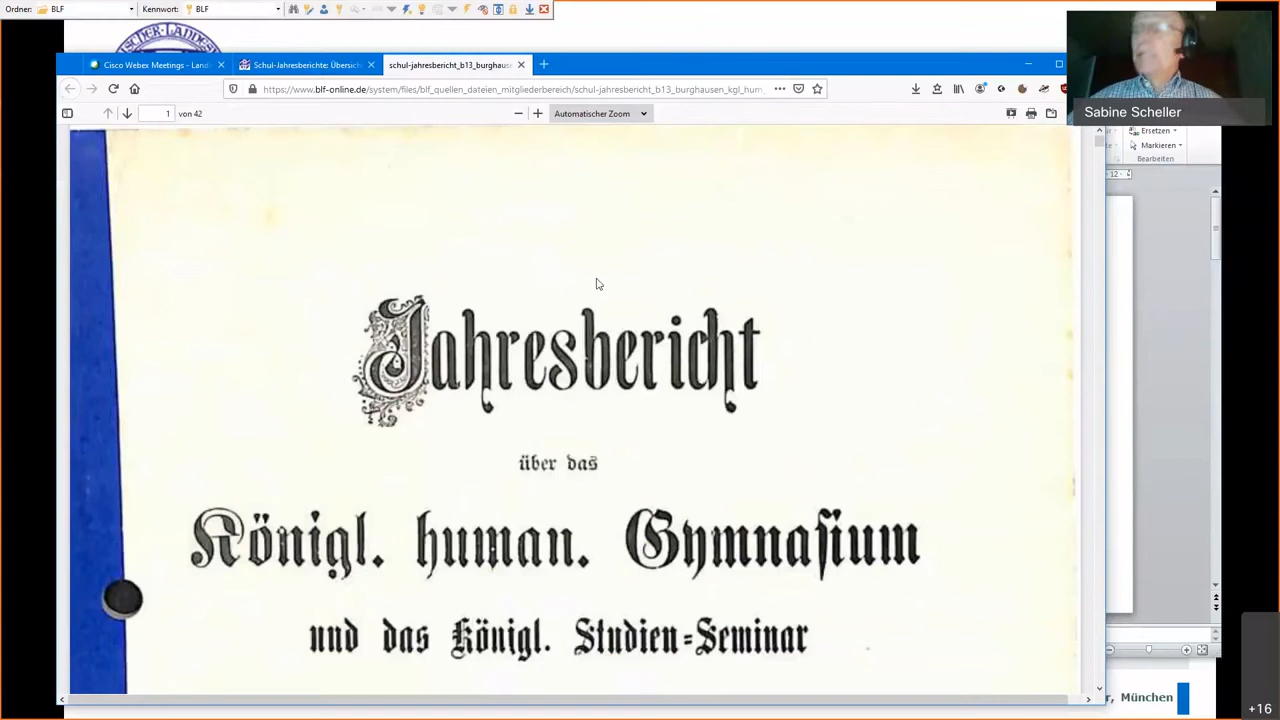 Ordner: BLF Kennwort: BLF
Cisco Webex Meetings - Land
Schul-Jahresberichte: Übersich
schul-jahresbericht_b13_burghause
https://www.blf-online.de/system/files/blf_quellen_dateien_mitgliederbereich/schul-jahresbericht_b13_burghausen_kgl_hum
1 von 42
Automatischer Zoom
Sabine Scheller
Ersetzen
Markieren
Bearbeiten
12
Jahresbericht
über das
Königl. human. Gymnasium
und das Königl. Studien=Seminar
München
+16